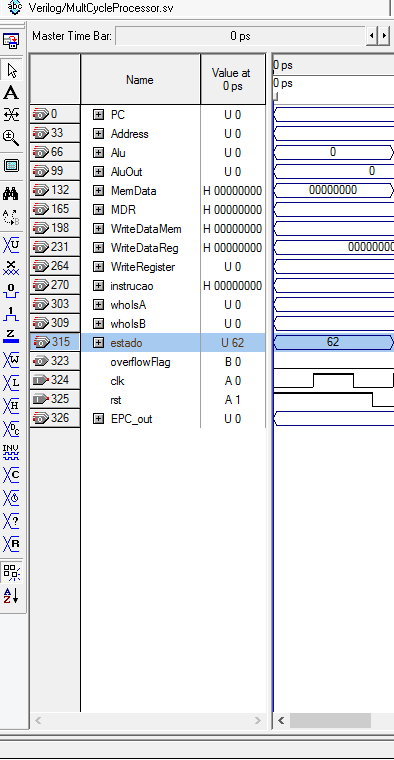 abc Verilog/MultCycleProcessor.sv
Master Time Bar: 0 ps
Name Value at 0 ps 0 ps
0 ps
0 PC U 0
33 Address U 0
66 Alu U 0 0
99 AluOut U 0 0
132 MemData H 00000000 00000000
165 MDR H 00000000
198 WriteDataMem H 00000000
231 WriteDataReg H 00000000 00000000
264 WriteRegister U 0
270 instrucao H 00000000
303 whoIsA U 0
309 whoIsB U 0
315 estado U 62 62
323 overflowFlag B 0
324 clk A 0
325 rst A 1
326 EPC_out U 0